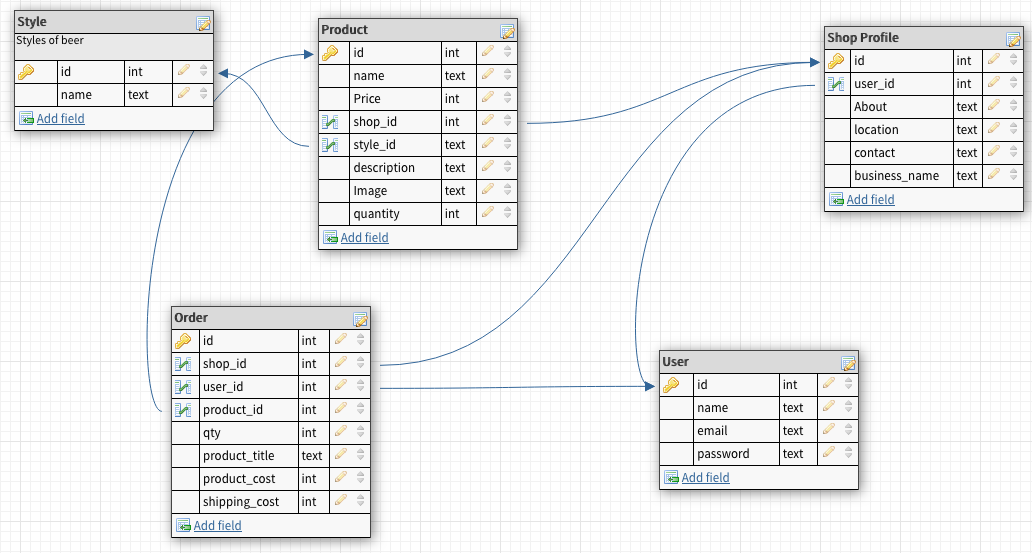 Style
Styles of beer
id int
name text
Add field
Product
id int
name text
Price int
shop_id int
style_id text
description text
Image text
quantity int
Add field
Shop Profile
id int
user_id int
About text
location text
contact text
business_name text
Add field
Order
id int
shop_id int
user_id int
product_id int
qty int
product_title text
product_cost int
shipping_cost int
Add field
User
id int
name text
email text
password text
Add field